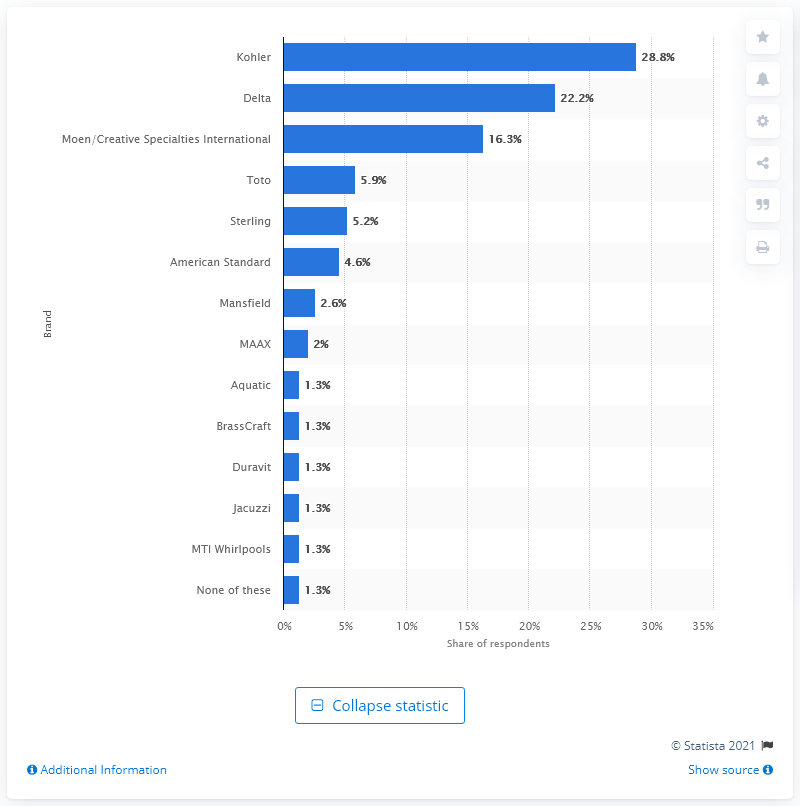 Kohler 28.8%
Delta 22.2%
Moen/Creative Specialties International 16.3%
Toto 5.9%
Sterling 5.2%
American Standard 4.6%
Mansfield 2.6%
MAAX 2%
Aquatic 1.3%
BrassCraft 1.3%
Duravit 1.3%
Jacuzzi 1.3%
MTI Whirlpools 1.3%
None of these 1.3%
Brand
0% 5% 10% 15% 20% 25% 30% 35%
Share of respondents
Collapse statistic
© Statista 2021
Additional Information Show source